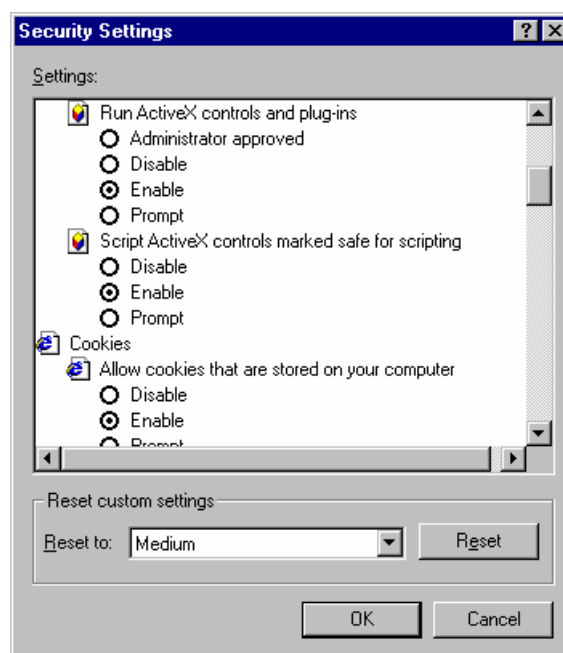 Security Settings
Settings:
Run ActiveX controls and plug-ins
Administrator approved
Disable
Enable
Prompt
Script ActiveX controls marked safe for scripting
Disable
Enable
Prompt
Cookies
Allow cookies that are stored on your computer
Disable
Enable
Prompt
Reset custom settings
Reset to: Medium Reset
OK Cancel